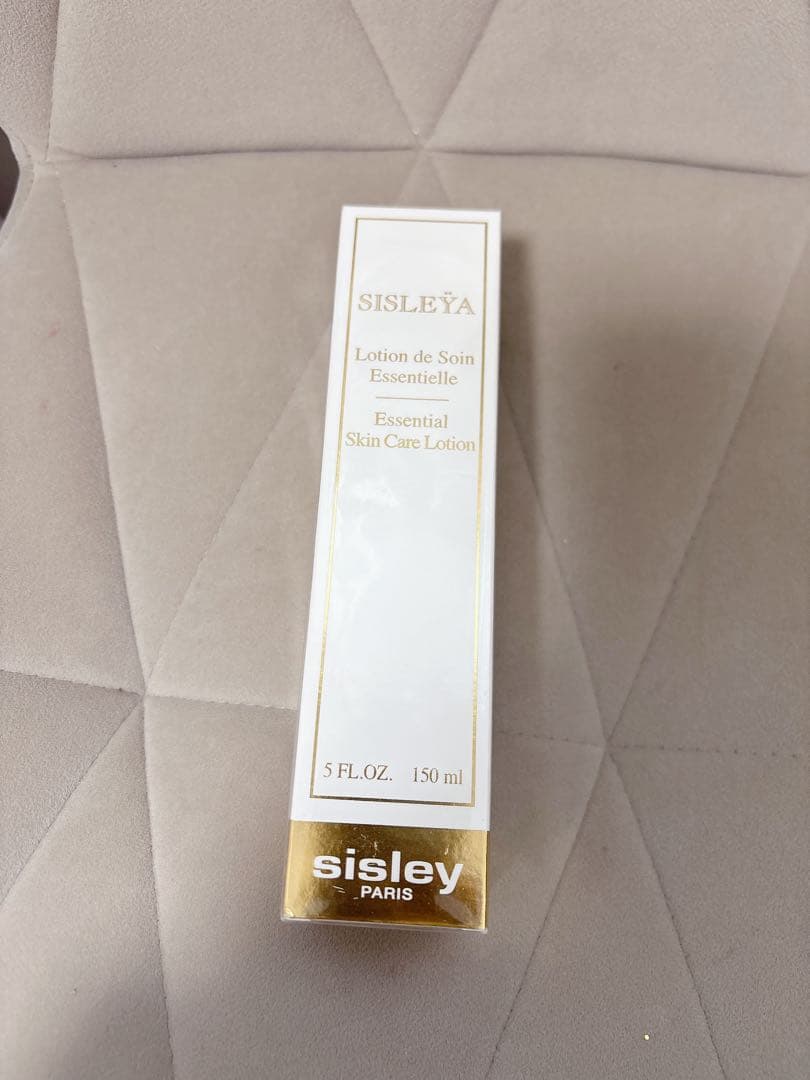 SISLEŸA
Lotion de Soin
Essentielle
Essential
Skin Care Lotion
5 FL.OZ. 150 ml
sisley
PARIS